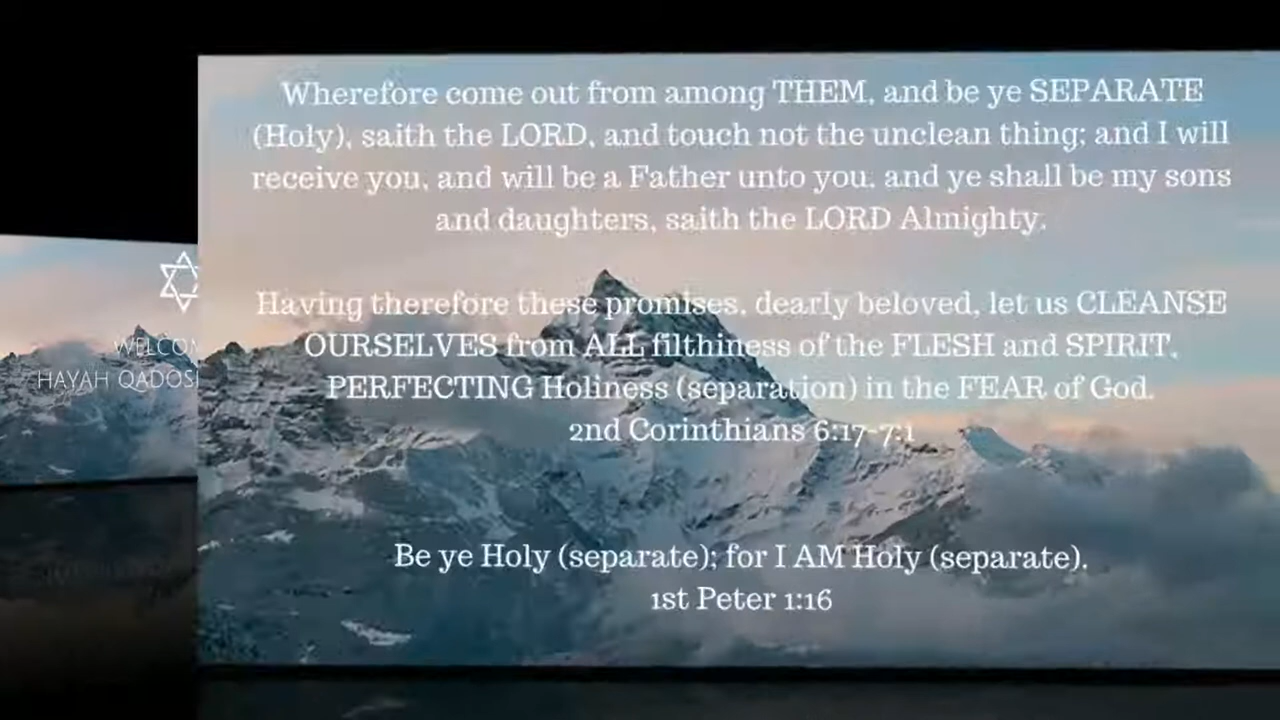 Wherefore come out from among THEM, and be ye SEPARATE
(Holy), saith the LORD, and touch not the unclean thing; and I will
receive you, and will be a Father unto you, and ye shall be my sons
and daughters, saith the LORD Almighty.
Having therefore these promises, dearly beloved, let us CLEANSE
OURSELVES from ALL filthiness of the FLESH and SPIRIT,
PERFECTING Holiness (separation) in the FEAR of God.
2nd Corinthians 6:17-7:1
Be ye Holy (separate); for I AM Holy (separate).
1st Peter 1:16
WELCOM
HAYAH QADOS